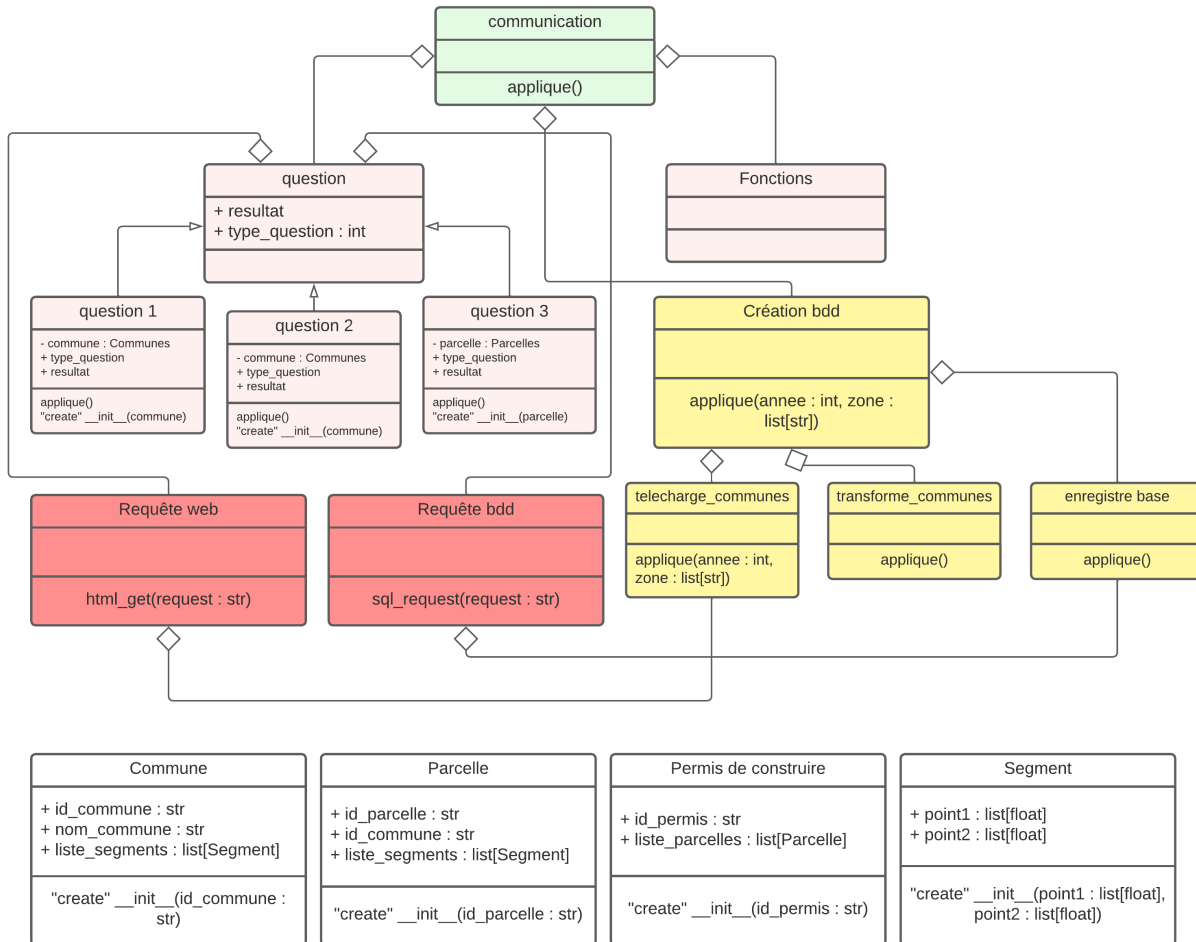 communication
applique()
question
+ resultat
+ type_question : int
Fonctions
question 1
- commune : Communes
+ type_question
+ resultat
applique()
"create" __init__(commune)
question 2
- commune : Communes
+ type_question
+ resultat
applique()
"create" __init__(commune)
question 3
- parcelle : Parcelles
+ type_question
+ resultat
applique()
"create" __init__(parcelle)
Création bdd
applique(annee : int, zone :
list[str])
Requête web
html_get(request : str)
Requête bdd
sql_request(request : str)
telecharge_communes
applique(annee : int,
zone : list[str])
transforme_communes
applique()
enregistre base
applique()
Commune
+ id_commune : str
+ nom_commune : str
+ liste_segments : list[Segment]
"create" __init__(id_commune :
str)
Parcelle
+ id_parcelle : str
+ id_commune : str
+ liste_segments : list[Segment]
"create" __init__(id_parcelle : str)
Permis de construire
+ id_permis : str
+ liste_parcelles : list[Parcelle]
"create" __init__(id_permis : str)
Segment
+ point1 : list[float]
+ point2 : list[float]
"create" __init__(point1 : list[float],
point2 : list[float])